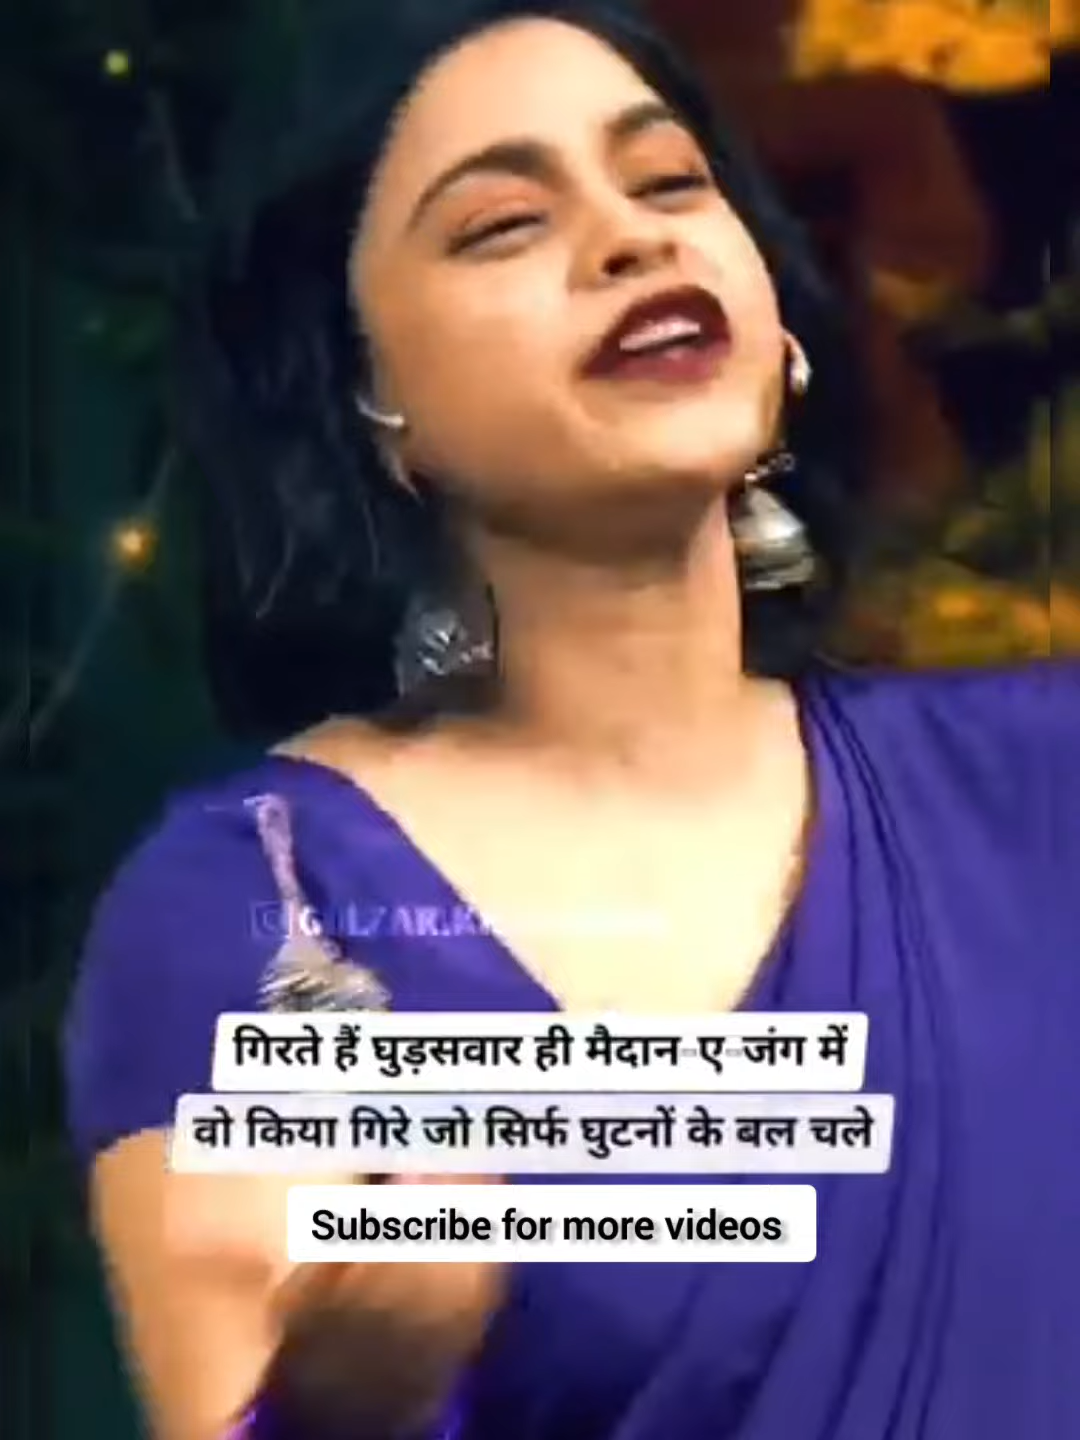 गिरते हैं घुड़सवार ही मैदान-ए-जंग में
वो किया गिरे जो सिर्फ घुटनों के बल चले
Subscribe for more videos